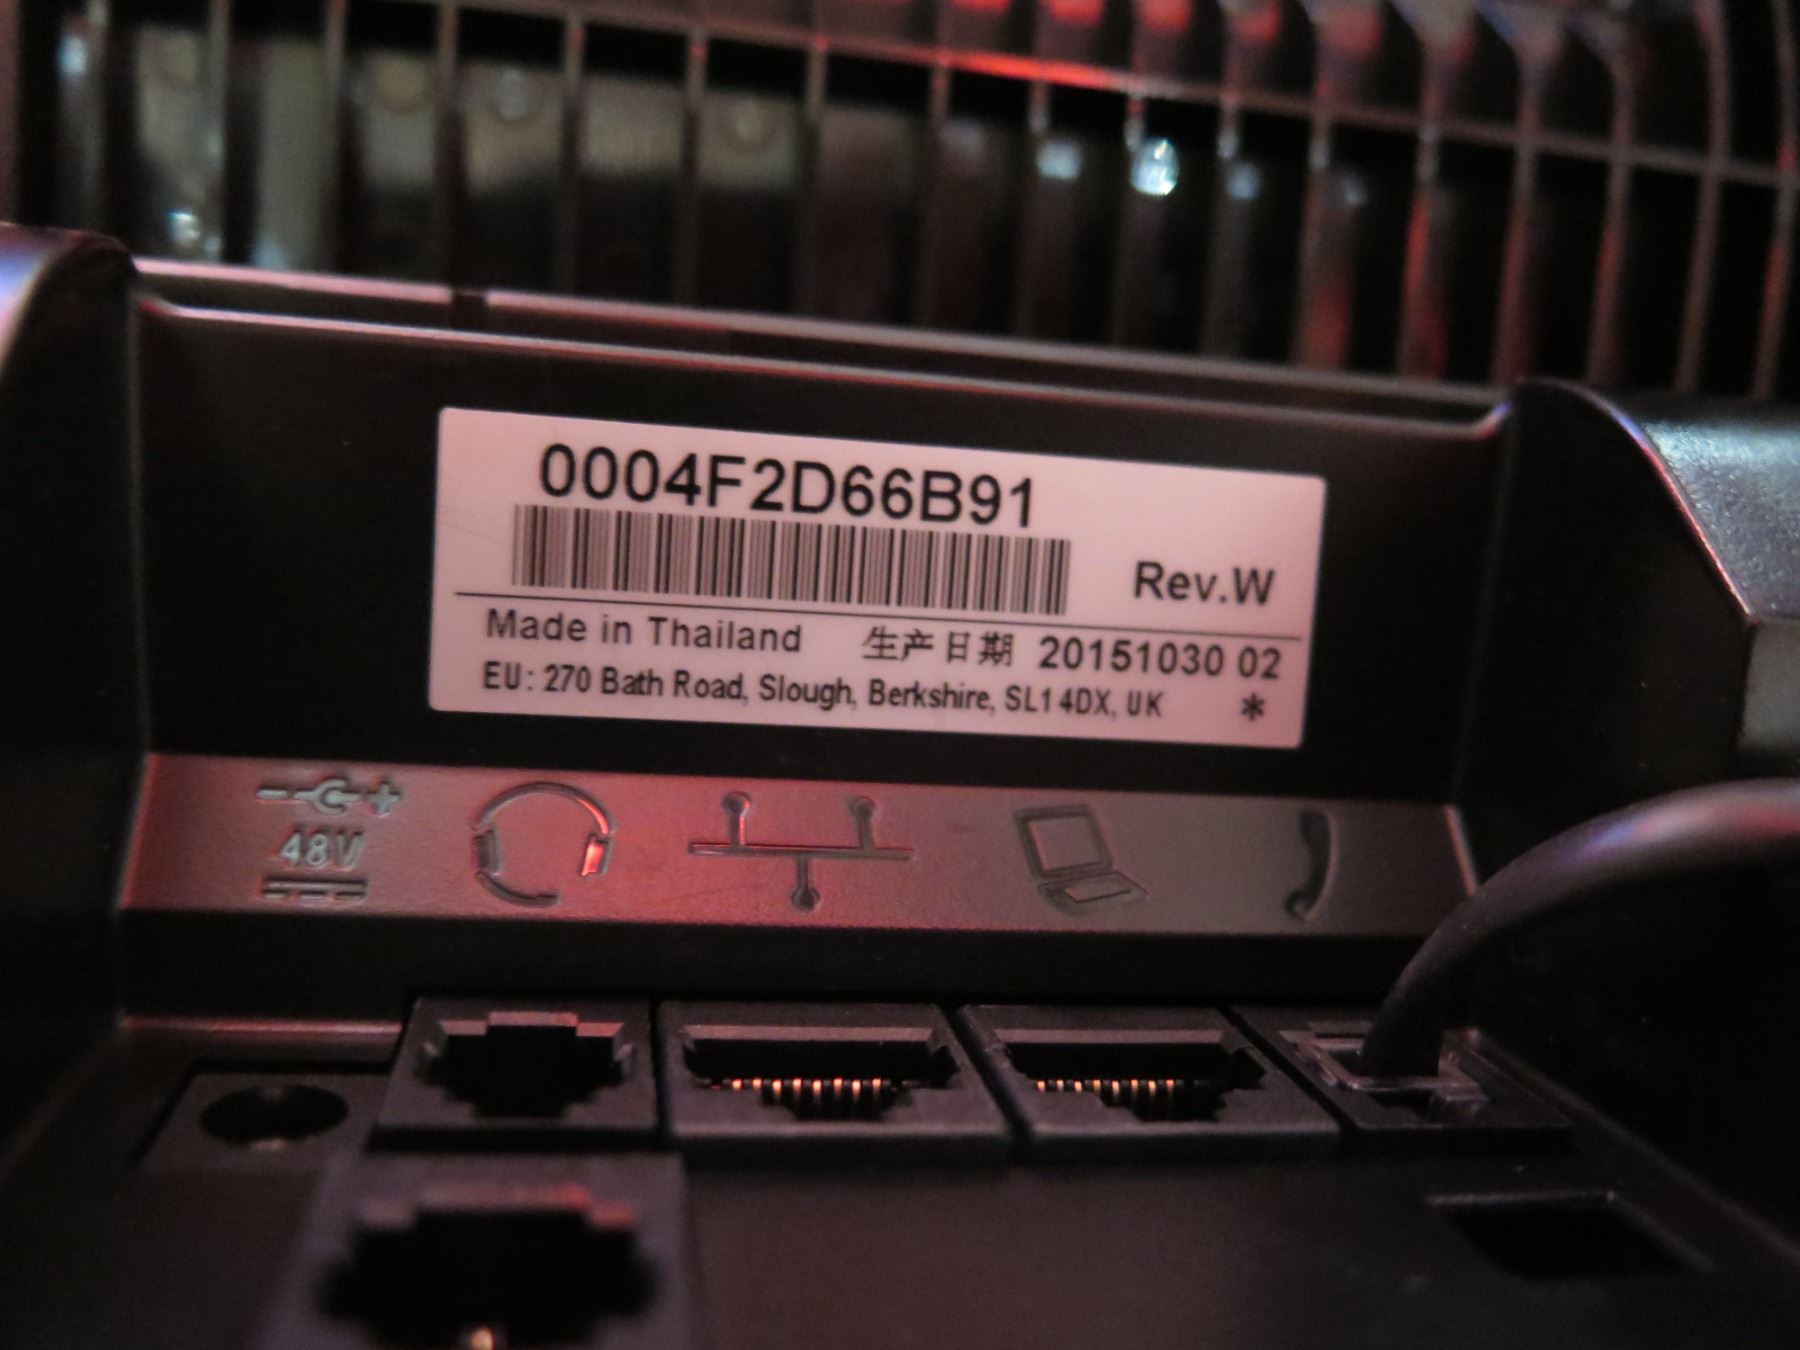 0004F2D66B91
Rev.W
Made in Thailand 生产日期 20151030 02
EU: 270 Bath Road, Slough, Berkshire, SL1 4DX, UK *
48V